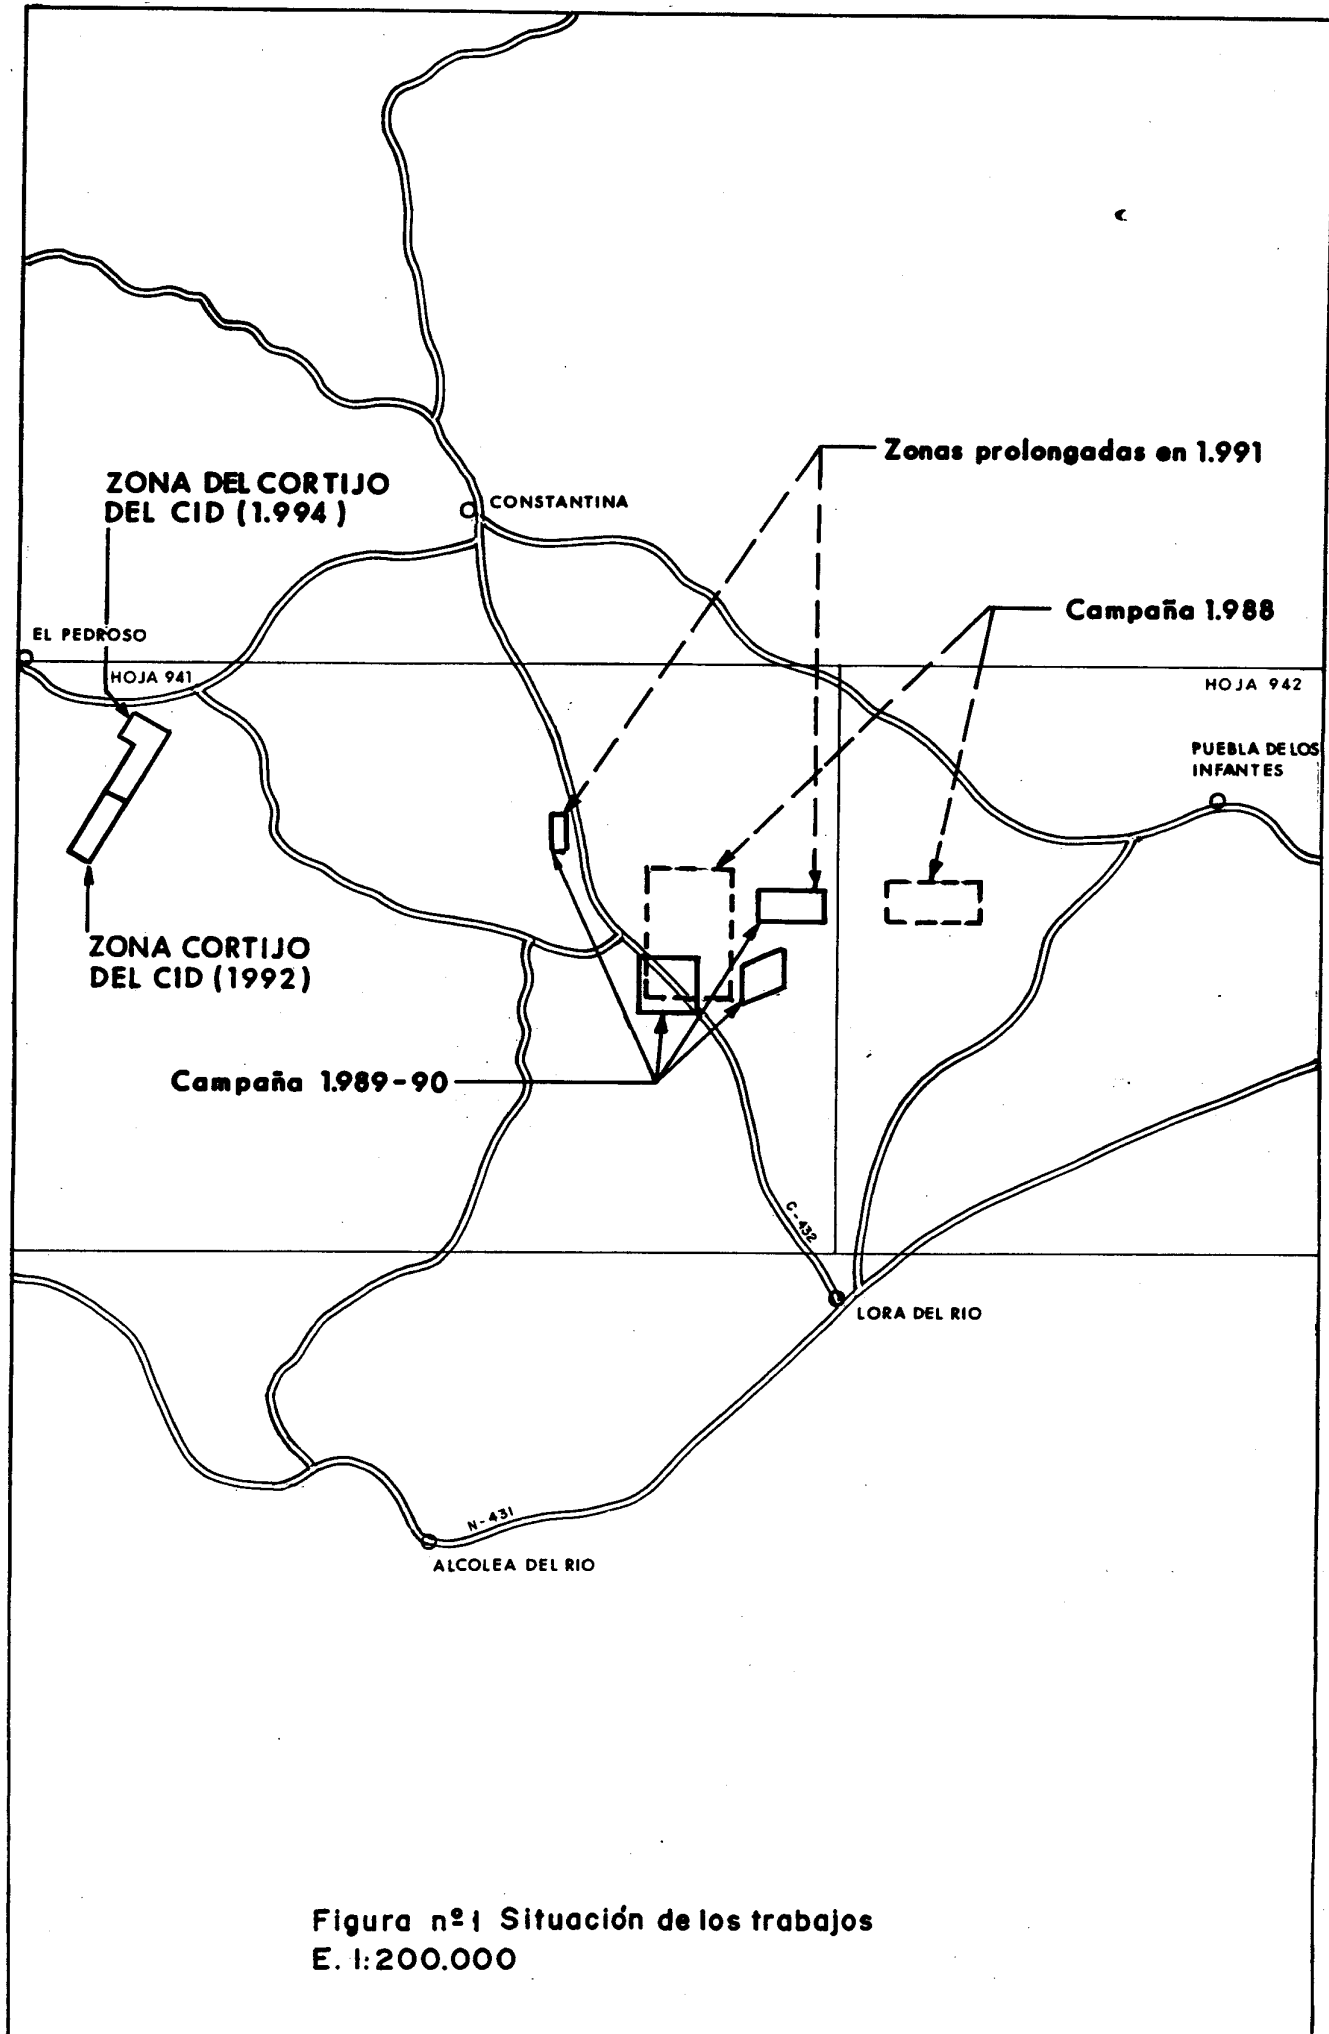 Zonas prolongadas en 1.991
ZONA DEL CORTIJO
DEL CID (1.994)
CONSTANTINA
Campaña 1.988
EL PEDROSO
HOJA 941
HOJA 942
PUEBLA DE LOS
INFANTES
ZONA CORTIJO
DEL CID (1992)
Campaña 1.989-90
C-432
LORA DEL RIO
N-431
ALCOLEA DEL RIO
Figura nº1 Situación de los trabajos
E. 1:200.000